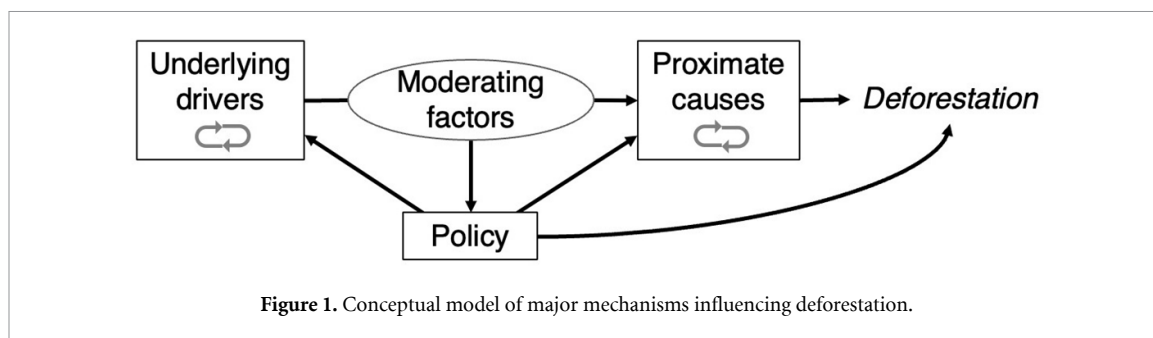 Underlying
drivers
Moderating
factors
Proximate
causes
Deforestation
Policy
Figure 1. Conceptual model of major mechanisms influencing deforestation.